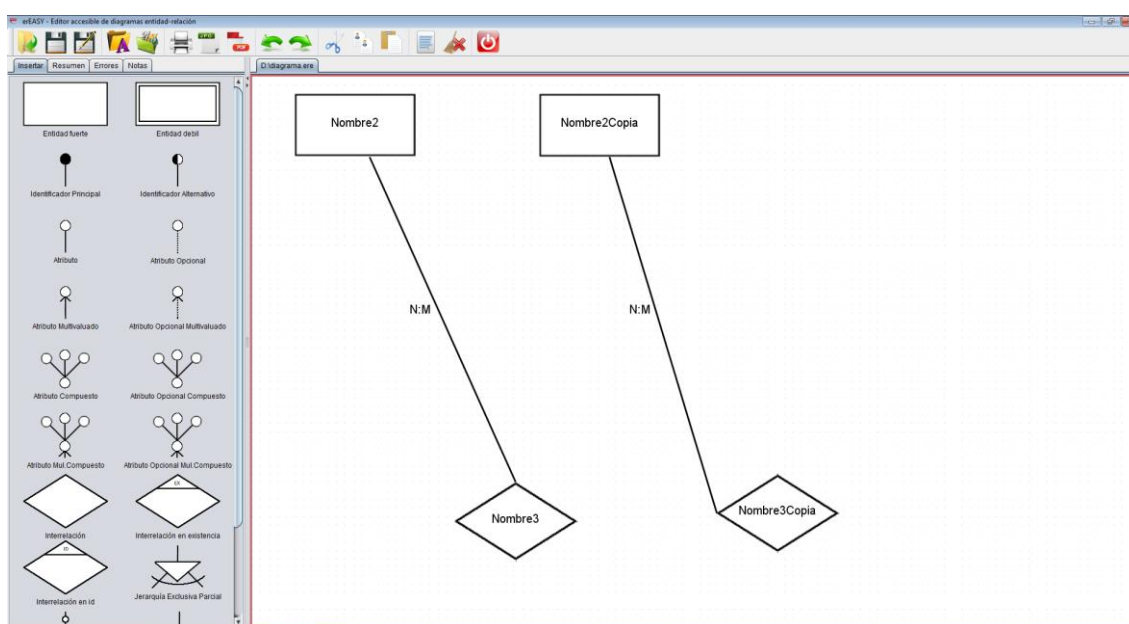 erEASY - Editor accesible de diagramas entidad-relación
Insertar Resumen Errores Notas
D:\diagrama.ere
Entidad fuerte
Entidad debil
Identificador Principal
Identificador Alternativo
Atributo
Atributo Opcional
Atributo Multivaluado
Atributo Opcional Multivaluado
Atributo Compuesto
Atributo Opcional Compuesto
Atributo Mul.Compuesto
Atributo Opcional Mul.Compuesto
Interrelación
Interrelación en existencia
Interrelación en id
Jerarquía Exclusiva Parcial
Nombre2
Nombre2Copia
N:M
N:M
Nombre3
Nombre3Copia